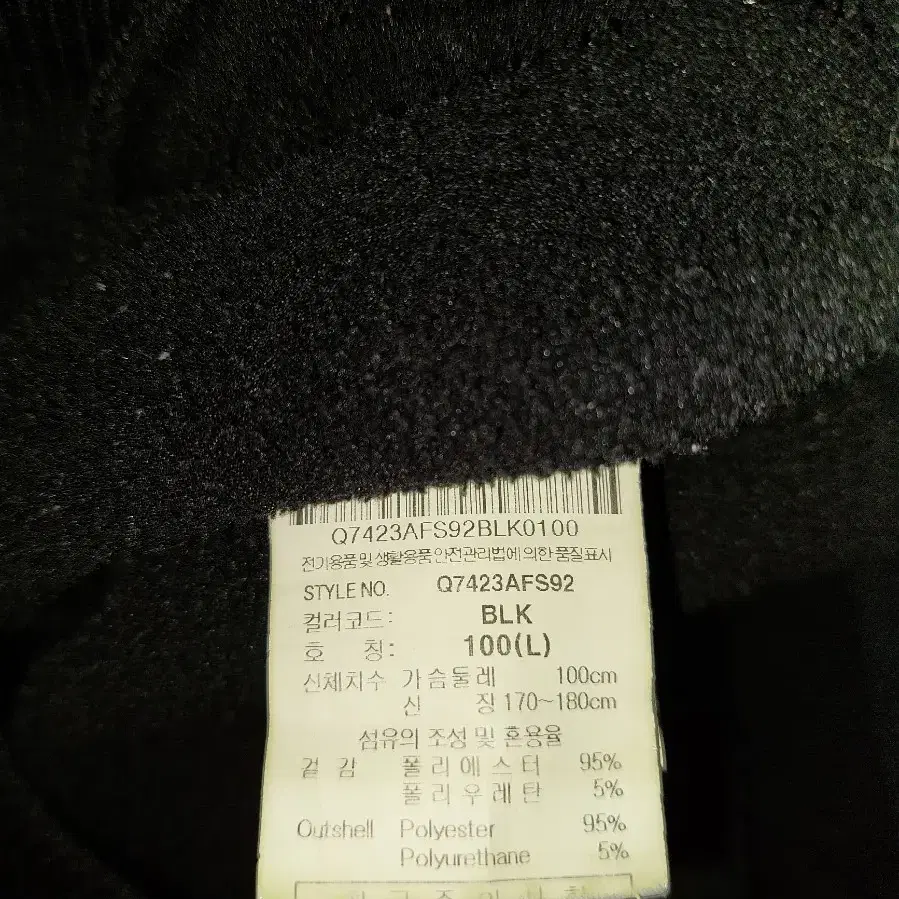 Q7423AFS92BLK0100
전기용품 및 생활용품 안전관리법에 의한 품질표시
STYLE NO. Q7423AFS92
컬러코드: BLK
호 칭: 100(L)
신체치수 가슴둘레 100cm
신 장 170~180cm
섬유의 조성 및 혼용율
겉 감 폴리에스터 95%
폴리우레탄 5%
Outshell Polyester 95%
Polyurethane 5%